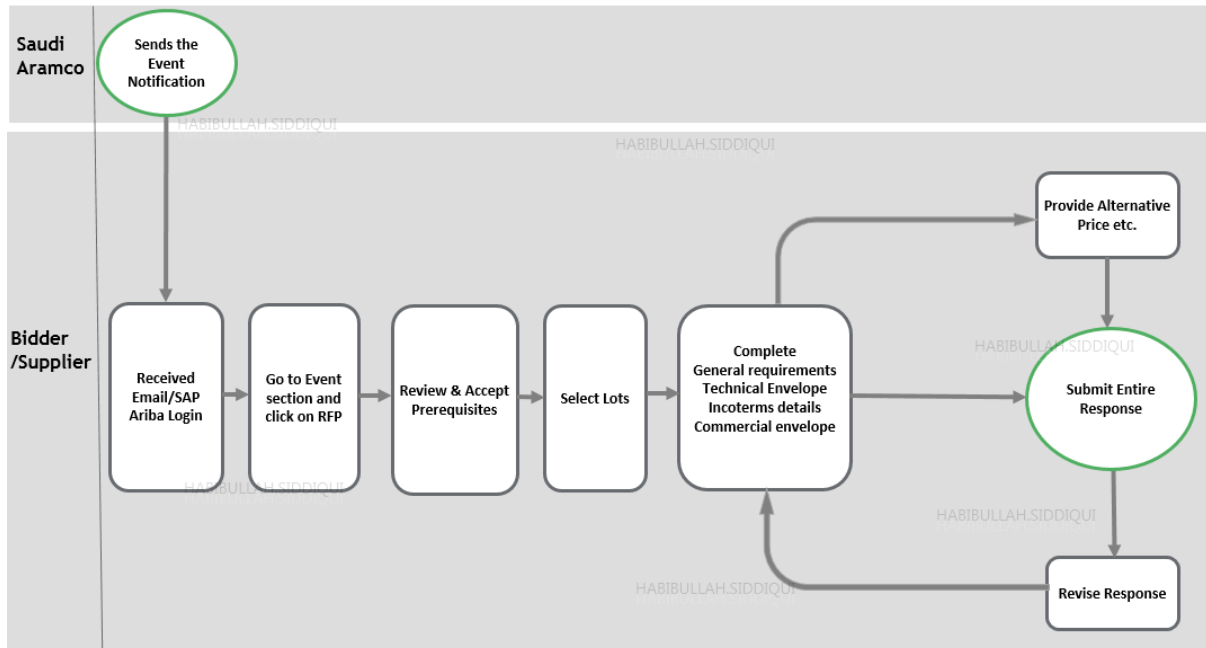 Saudi
Aramco
Sends the
Event
Notification
HABIBULLAH.SIDDIQUI
HABIBULLAH.SIDDIQUI
Bidder
/Supplier
Received
Email/SAP
Ariba Login
Go to Event
section and
click on RFP
Review & Accept
Prerequisites
Select Lots
Complete
General requirements
Technical Envelope
Incoterms details
Commercial envelope
Provide Alternative
Price etc.
HABIBULLAH.SIDDIQUI
Submit Entire
Response
HABIBULLAH.SIDDIQUI
HABIBULLAH.SIDDIQUI
HABIBULLAH.SIDDIQUI
Revise Response